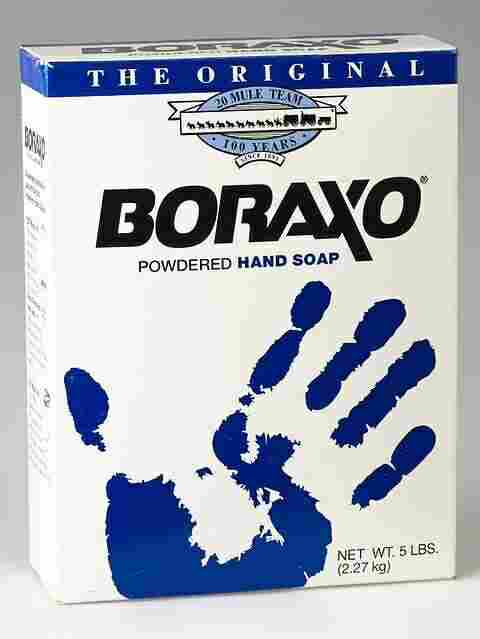 THE ORIGINAL
20 MULE TEAM
100 YEARS
SINCE 1891
BORAXO®
POWDERED HAND SOAP
NET WT. 5 LBS.
(2.27 kg)
BORAXO